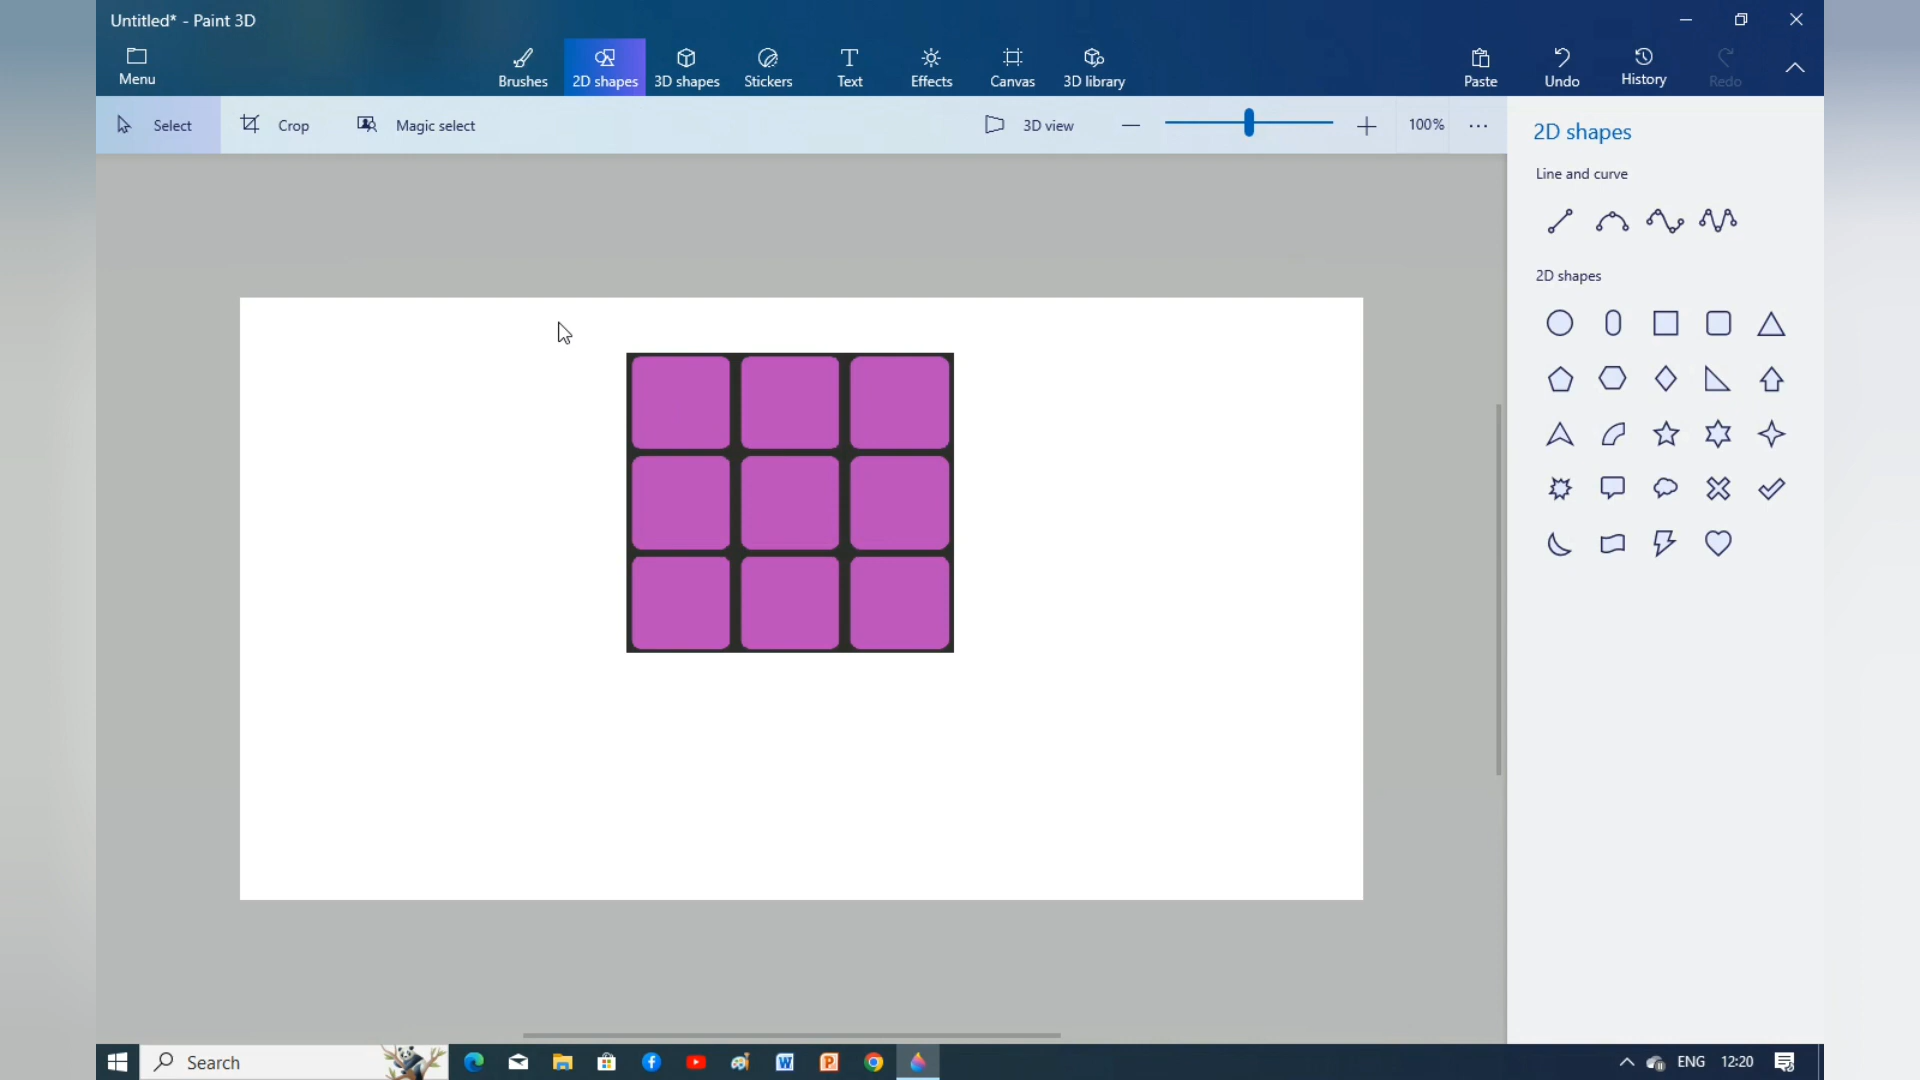 Untitled* - Paint 3D
Menu
Brushes
2D shapes
3D shapes
Stickers
Text
Effects
Canvas
3D library
Paste
Undo
History
Redo
Select
Crop
Magic select
3D view
100%
2D shapes
Line and curve
2D shapes
Search
ENG
12:20